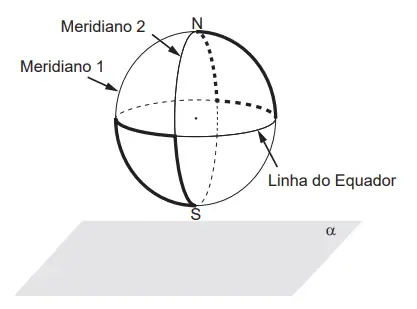 N
Meridiano 2
Meridiano 1
Linha do Equador
S
α